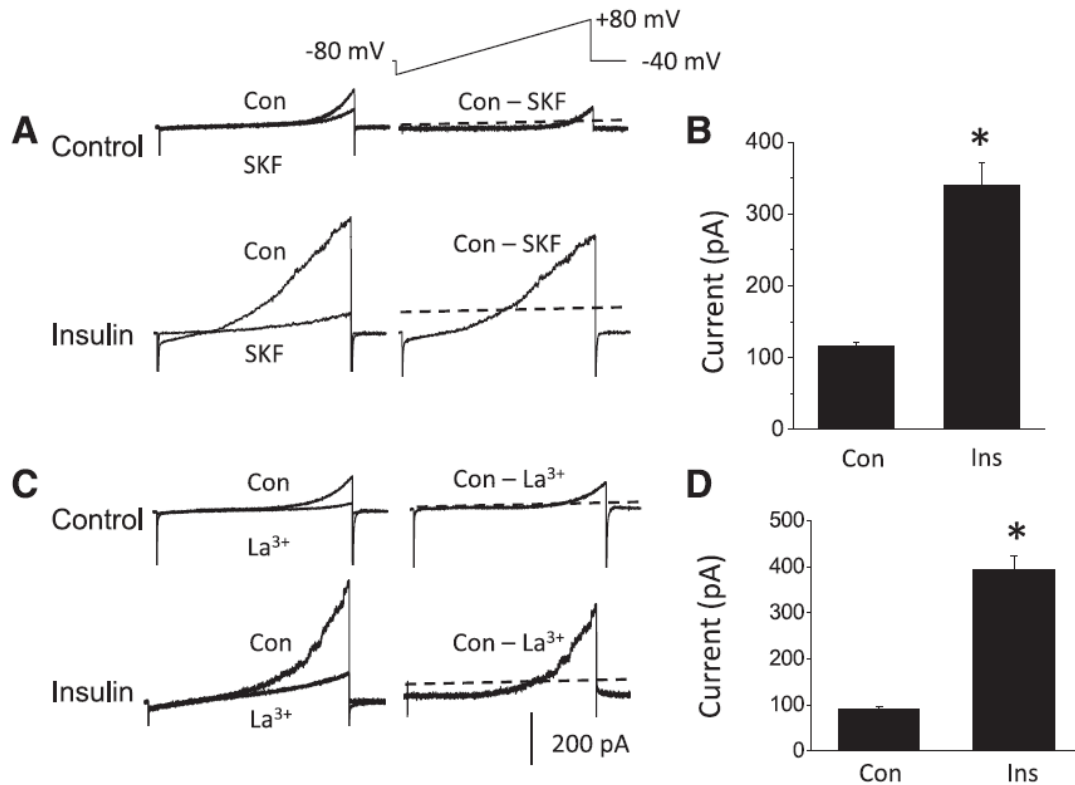 +80 mV
-80 mV
-40 mV
A
Control
Con
SKF
Con – SKF
Insulin
Con
SKF
Con – SKF
B
Current (pA)
400
300
200
100
0
*
Con
Ins
C
Control
Con
La³⁺
Con – La³⁺
Insulin
Con
La³⁺
Con – La³⁺
200 pA
D
Current (pA)
500
400
300
200
100
0
*
Con
Ins